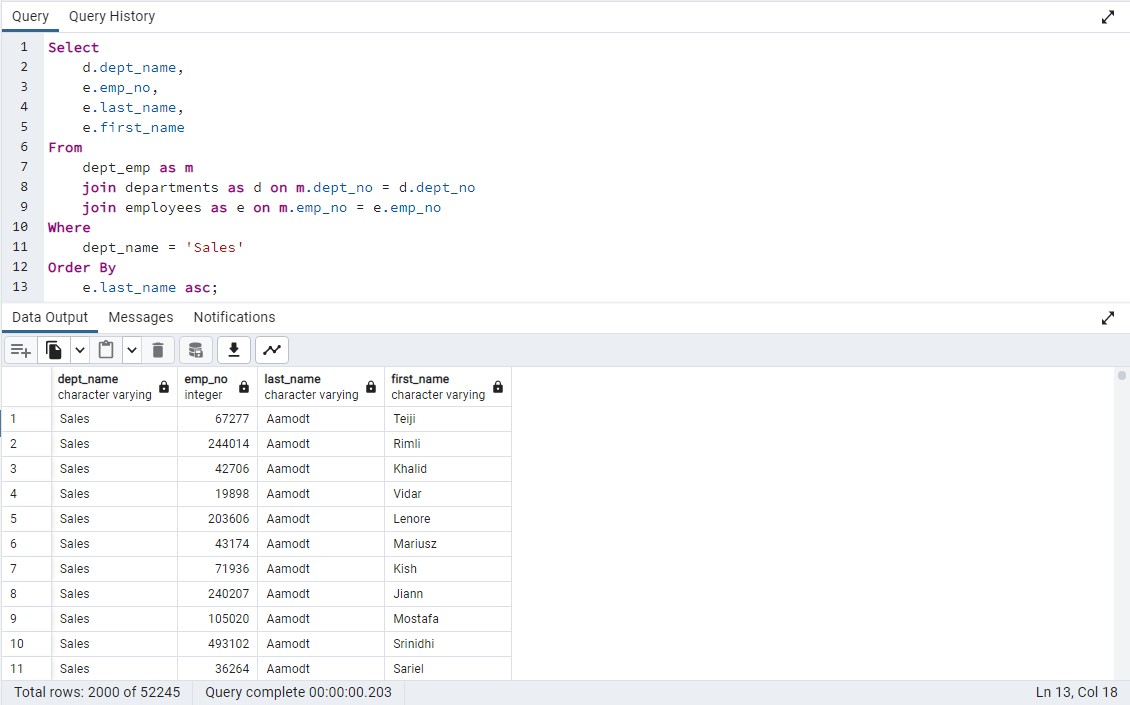 Query Query History
1 Select
2 d.dept_name,
3 e.emp_no,
4 e.last_name,
5 e.first_name
6 From
7 dept_emp as m
8 join departments as d on m.dept_no = d.dept_no
9 join employees as e on m.emp_no = e.emp_no
10 Where
11 dept_name = 'Sales'
12 Order By
13 e.last_name asc;
Data Output Messages Notifications
dept_name emp_no last_name first_name
character varying integer character varying character varying
1 Sales 67277 Aamodt Teiji
2 Sales 244014 Aamodt Rimli
3 Sales 42706 Aamodt Khalid
4 Sales 19898 Aamodt Vidar
5 Sales 203606 Aamodt Lenore
6 Sales 43174 Aamodt Mariusz
7 Sales 71936 Aamodt Kish
8 Sales 240207 Aamodt Jiann
9 Sales 105020 Aamodt Mostafa
10 Sales 493102 Aamodt Srinidhi
11 Sales 36264 Aamodt Sariel
Total rows: 2000 of 52245 Query complete 00:00:00.203 Ln 13, Col 18